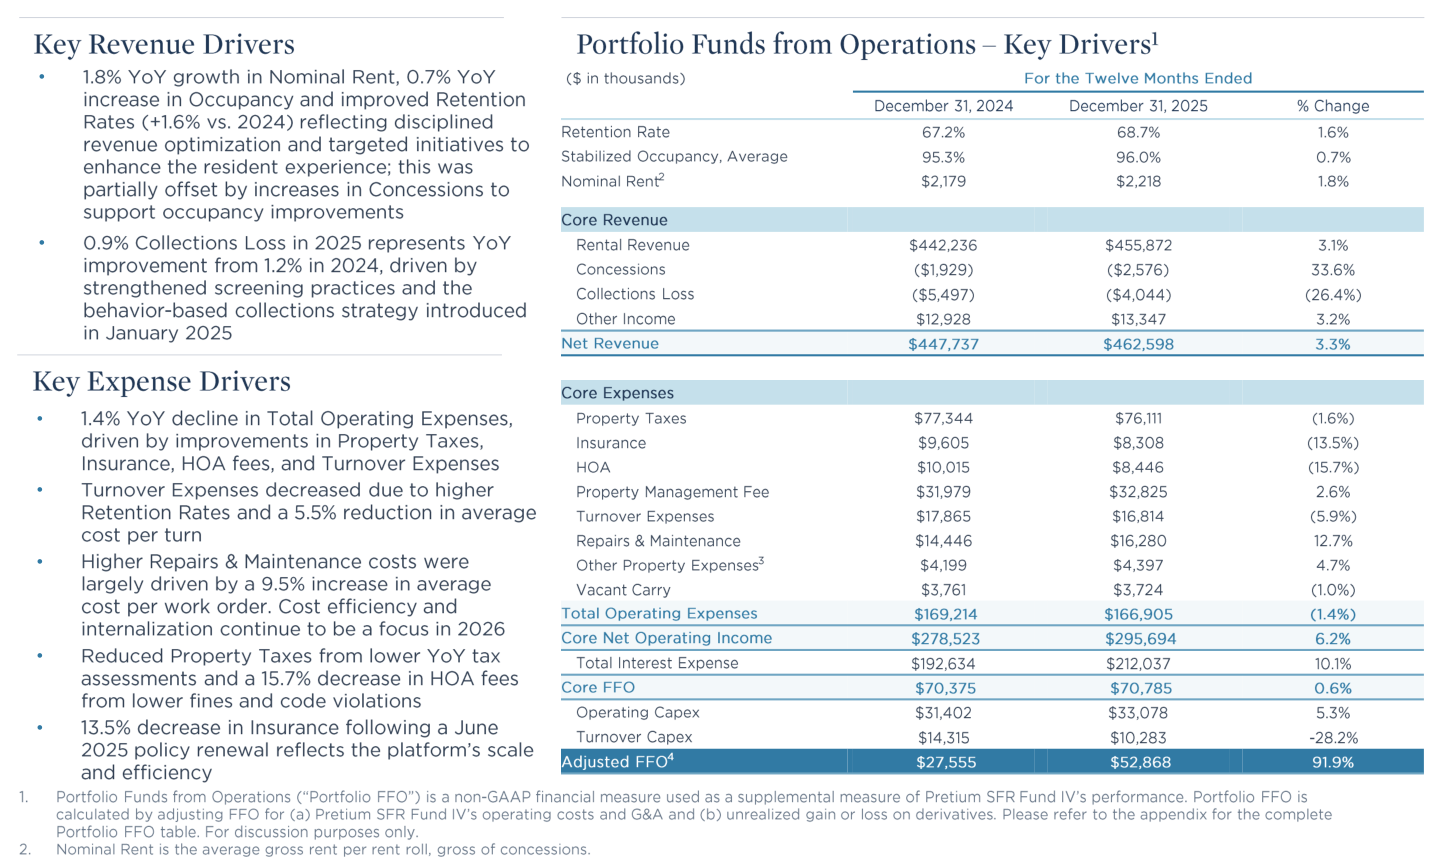 Key Revenue Drivers
• 1.8% YoY growth in Nominal Rent, 0.7% YoY
increase in Occupancy and improved Retention
Rates (+1.6% vs. 2024) reflecting disciplined
revenue optimization and targeted initiatives to
enhance the resident experience; this was
partially offset by increases in Concessions to
support occupancy improvements
• 0.9% Collections Loss in 2025 represents YoY
improvement from 1.2% in 2024, driven by
strengthened screening practices and the
behavior-based collections strategy introduced
in January 2025
Key Expense Drivers
• 1.4% YoY decline in Total Operating Expenses,
driven by improvements in Property Taxes,
Insurance, HOA fees, and Turnover Expenses
• Turnover Expenses decreased due to higher
Retention Rates and a 5.5% reduction in average
cost per turn
• Higher Repairs & Maintenance costs were
largely driven by a 9.5% increase in average
cost per work order. Cost efficiency and
internalization continue to be a focus in 2026
• Reduced Property Taxes from lower YoY tax
assessments and a 15.7% decrease in HOA fees
from lower fines and code violations
• 13.5% decrease in Insurance following a June
2025 policy renewal reflects the platform's scale
and efficiency
Portfolio Funds from Operations – Key Drivers¹
($ in thousands) For the Twelve Months Ended
December 31, 2024 December 31, 2025 % Change
Retention Rate 67.2% 68.7% 1.6%
Stabilized Occupancy, Average 95.3% 96.0% 0.7%
Nominal Rent² $2,179 $2,218 1.8%
Core Revenue
Rental Revenue $442,236 $455,872 3.1%
Concessions ($1,929) ($2,576) 33.6%
Collections Loss ($5,497) ($4,044) (26.4%)
Other Income $12,928 $13,347 3.2%
Net Revenue $447,737 $462,598 3.3%
Core Expenses
Property Taxes $77,344 $76,111 (1.6%)
Insurance $9,605 $8,308 (13.5%)
HOA $10,015 $8,446 (15.7%)
Property Management Fee $31,979 $32,825 2.6%
Turnover Expenses $17,865 $16,814 (5.9%)
Repairs & Maintenance $14,446 $16,280 12.7%
Other Property Expenses³ $4,199 $4,397 4.7%
Vacant Carry $3,761 $3,724 (1.0%)
Total Operating Expenses $169,214 $166,905 (1.4%)
Core Net Operating Income $278,523 $295,694 6.2%
Total Interest Expense $192,634 $212,037 10.1%
Core FFO $70,375 $70,785 0.6%
Operating Capex $31,402 $33,078 5.3%
Turnover Capex $14,315 $10,283 -28.2%
Adjusted FFO⁴ $27,555 $52,868 91.9%
1. Portfolio Funds from Operations ("Portfolio FFO") is a non-GAAP financial measure used as a supplemental measure of Pretium SFR Fund IV's performance. Portfolio FFO is
calculated by adjusting FFO for (a) Pretium SFR Fund IV's operating costs and G&A and (b) unrealized gain or loss on derivatives. Please refer to the appendix for the complete
Portfolio FFO table. For discussion purposes only.
2. Nominal Rent is the average gross rent per rent roll, gross of concessions.